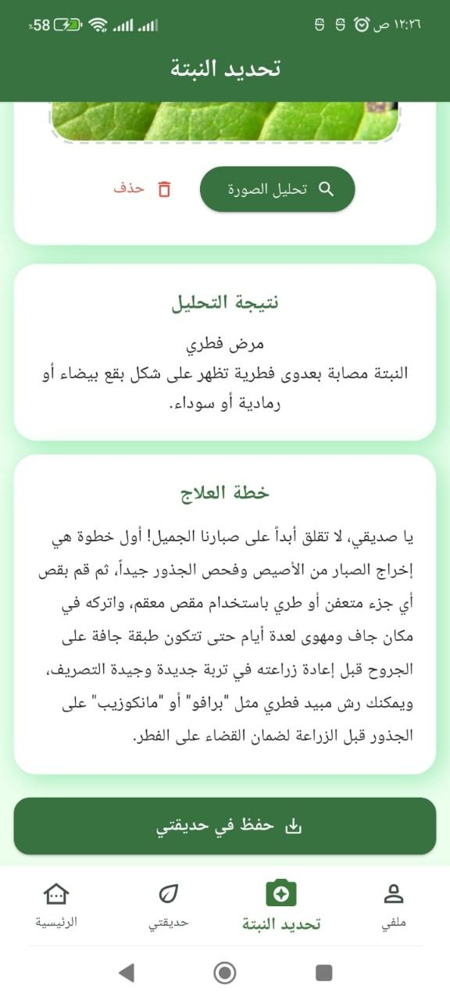 ٪58
١٢:٢٦ ص
تحديد النبتة
تحليل الصورة
حذف
نتيجة التحليل
مرض فطري
النبتة مصابة بعدوى فطرية تظهر على شكل بقع بيضاء أو
رمادية أو سوداء.
خطة العلاج
يا صديقي، لا تقلق أبداً على صبارنا الجميل! أول خطوة هي
إخراج الصبار من الأصيص وفحص الجذور جيداً، ثم قم بقص
أي جزء متعفن أو طري باستخدام مقص معقم، واتركه في
مكان جاف ومهوى لعدة أيام حتى تتكون طبقة جافة على
الجروح قبل إعادة زراعته في تربة جديدة وجيدة التصريف،
ويمكنك رش مبيد فطري مثل "برافو" أو "مانكوزيب" على
الجذور قبل الزراعة لضمان القضاء على الفطر.
حفظ في حديقتي
ملفي
تحديد النبتة
حديقتي
الرئيسية